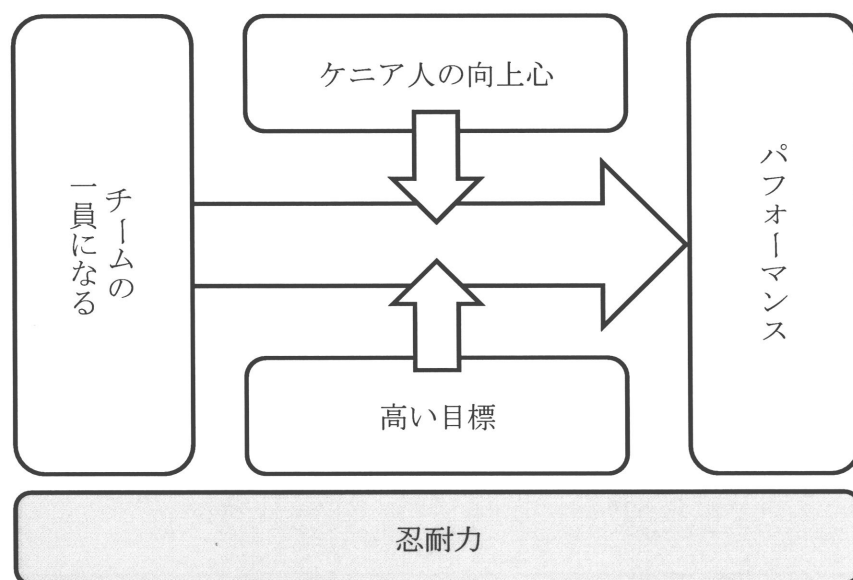 ケニア人の向上心
チームの
一員になる
パフォーマンス
高い目標
忍耐力